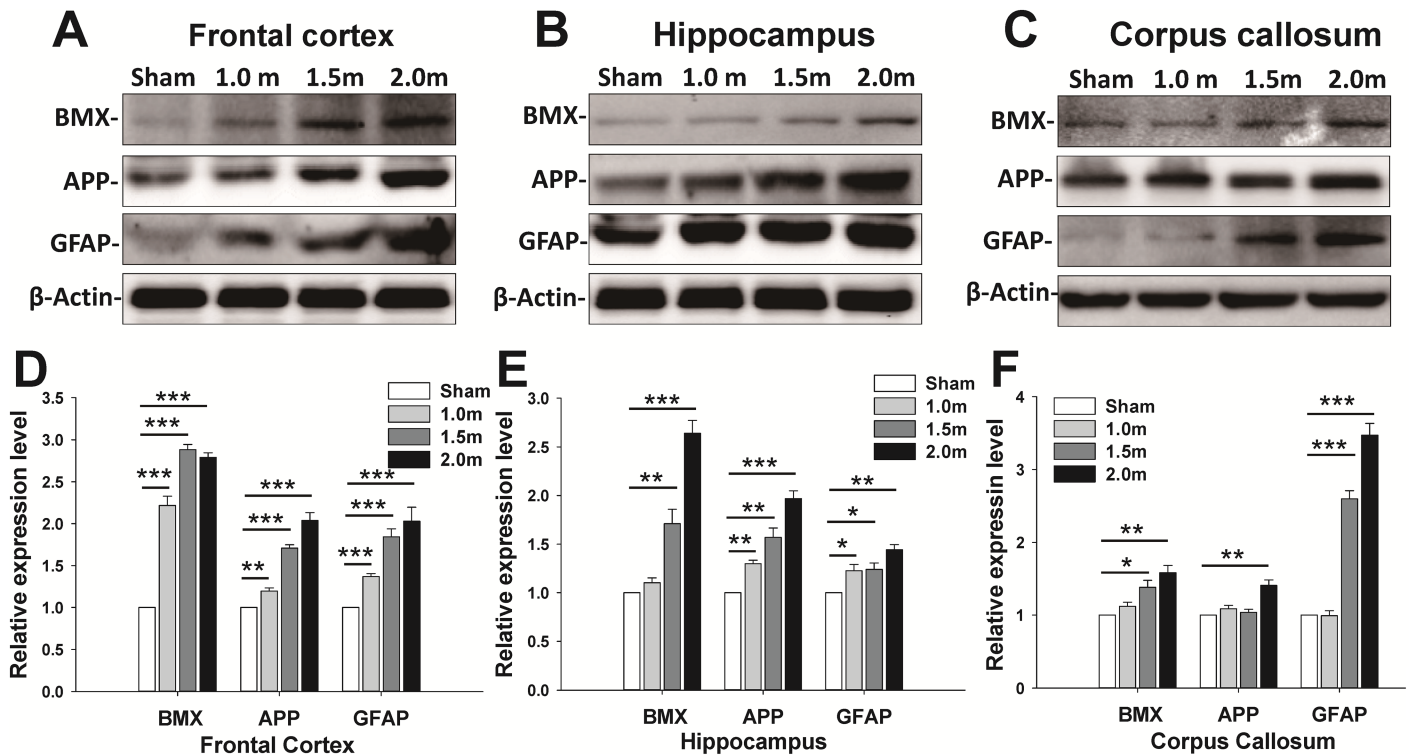 A Frontal cortex
Sham 1.0 m 1.5m 2.0m
BMX-
APP-
GFAP-
β-Actin-
B Hippocampus
Sham 1.0 m 1.5m 2.0m
BMX-
APP-
GFAP-
β-Actin-
C Corpus callosum
Sham 1.0 m 1.5m 2.0m
BMX-
APP-
GFAP-
β-Actin-
D
Relative expression level
3.5
3.0
2.5
2.0
1.5
1.0
0.5
0.0
Sham
1.0m
1.5m
2.0m
***
***
***
***
***
**
***
***
***
BMX APP GFAP
Frontal Cortex
E
Relative expression level
3.0
2.5
2.0
1.5
1.0
0.5
0.0
Sham
1.0m
1.5m
2.0m
***
**
***
**
**
**
*
*
BMX APP GFAP
Hippocampus
F
Relative expressin level
4
3
2
1
0
Sham
1.0m
1.5m
2.0m
**
*
**
***
***
BMX APP GFAP
Corpus Callosum